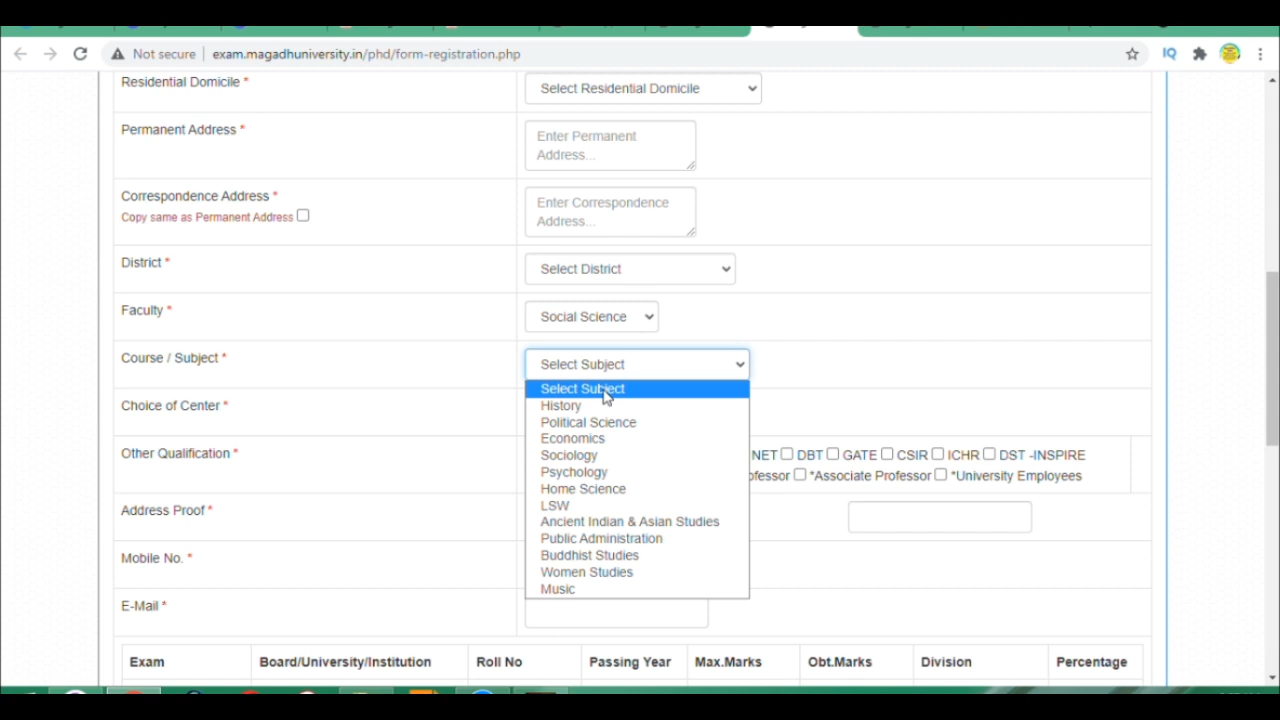 Not secure | exam.magadhuniversity.in/phd/form-registration.php
IQ
Residential Domicile *
Select Residential Domicile
Permanent Address *
Enter Permanent
Address...
Correspondence Address *
Copy same as Permanent Address
Enter Correspondence
Address...
District *
Select District
Faculty *
Social Science
Course / Subject *
Select Subject
Select Subject
History
Political Science
Economics
Sociology
Psychology
Home Science
LSW
Ancient Indian & Asian Studies
Public Administration
Buddhist Studies
Women Studies
Music
Choice of Center *
Other Qualification *
NET DBT GATE CSIR ICHR DST -INSPIRE
ofessor *Associate Professor *University Employees
Address Proof *
Mobile No. *
E-Mail *
Exam Board/University/Institution Roll No Passing Year Max.Marks Obt.Marks Division Percentage